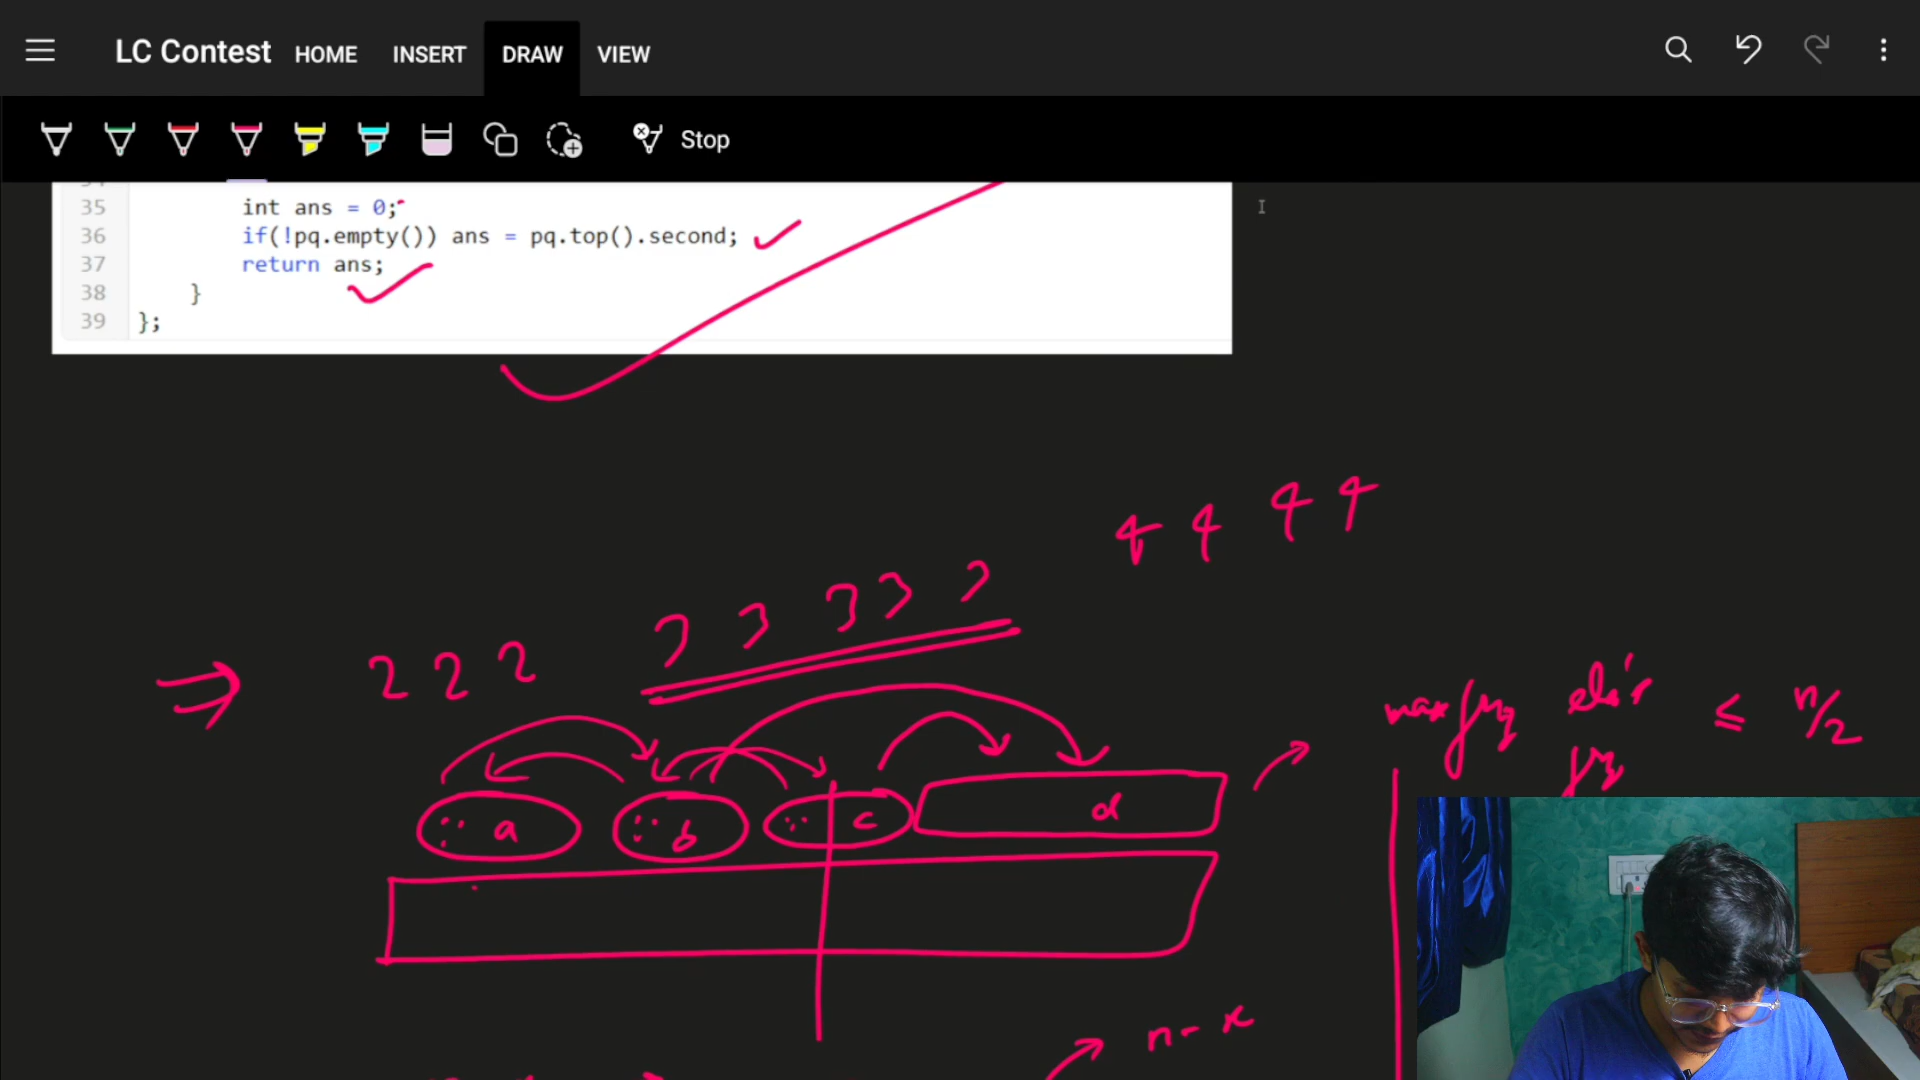 LC Contest HOME INSERT DRAW VIEW
Stop
35 int ans = 0;
36 if(!pq.empty()) ans = pq.top().second;
37 return ans;
38 }
39 };
4 4 4 4
3 3 3 3 3
2 2 2
max freq ele's ≤ n/2
a b c d
n - x